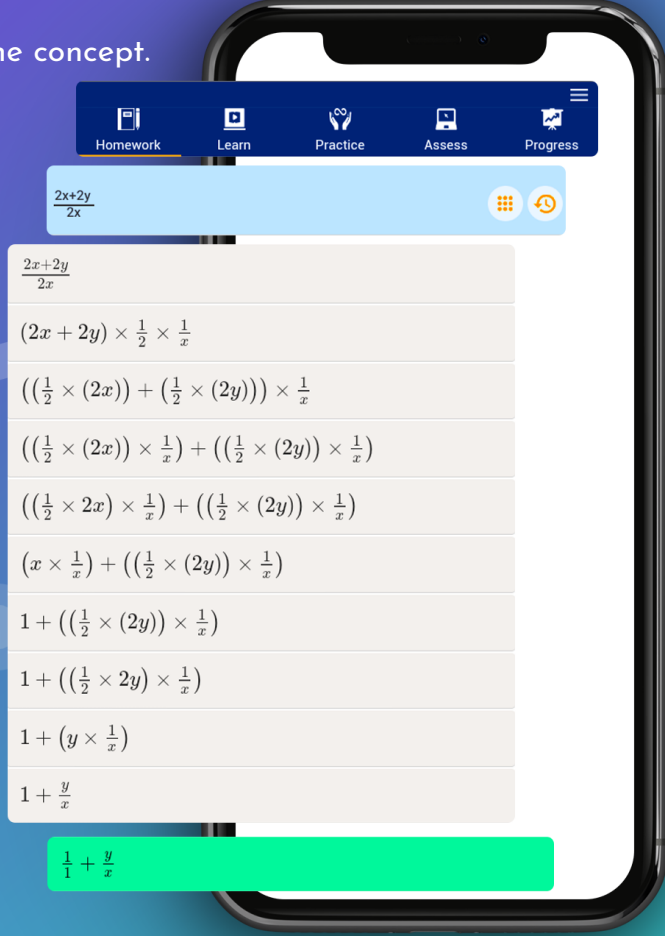 ne concept.
Homework Learn Practice Assess Progress
2x+2y/2x
2x+2y/2x
(2x + 2y) × 1/2 × 1/x
((1/2 × (2x)) + (1/2 × (2y))) × 1/x
((1/2 × (2x)) × 1/x) + ((1/2 × (2y)) × 1/x)
((1/2 × 2x) × 1/x) + ((1/2 × (2y)) × 1/x)
(x × 1/x) + ((1/2 × (2y)) × 1/x)
1 + ((1/2 × (2y)) × 1/x)
1 + ((1/2 × 2y) × 1/x)
1 + (y × 1/x)
1 + y/x
1/1 + y/x